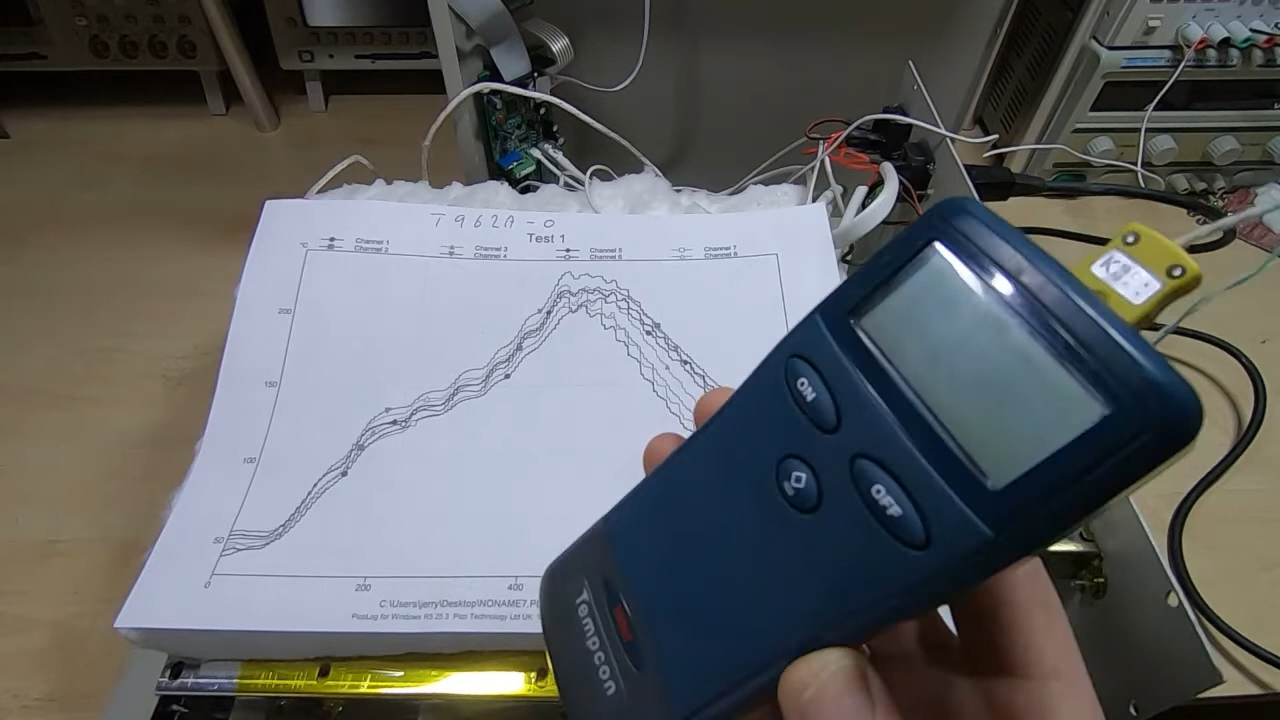 T962A-0
Test 1
Channel 1
Channel 2
Channel 3
Channel 4
Channel 5
Channel 6
Channel 7
Channel 8
°C
200
150
100
50
0
200
400
C:\Users\jerry\Desktop\NONAME7.PL
PicoLog for Windows R5.25.3 Pico Technology Ltd UK
ON
OFF
Tempcon
K